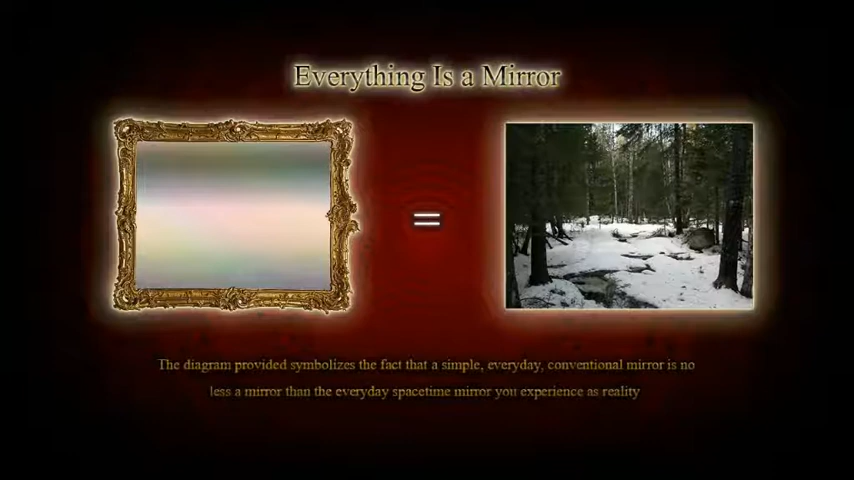 Everything Is a Mirror
=
The diagram provided symbolizes the fact that a simple, everyday, conventional mirror is no
less a mirror than the everyday spacetime mirror you experience as reality